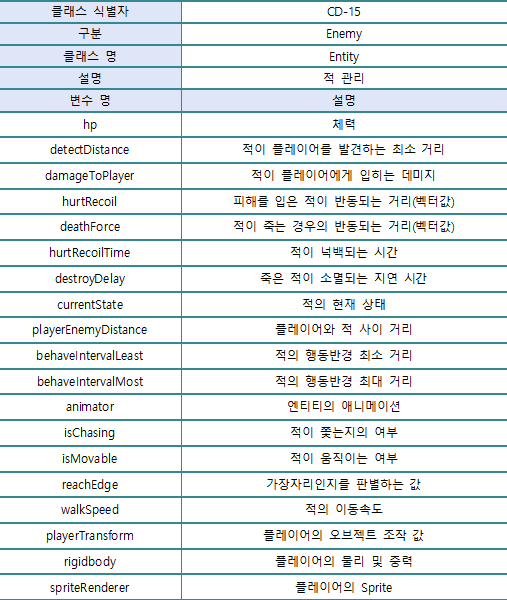 클래스 식별자 CD-15
구분 Enemy
클래스 명 Entity
설명 적 관리
변수 명 설명
hp 체력
detectDistance 적이 플레이어를 발견하는 최소 거리
damageToPlayer 적이 플레이어에게 입히는 데미지
hurtRecoil 피해를 입은 적이 반동되는 거리(벡터값)
deathForce 적이 죽는 경우의 반동되는 거리(벡터값)
hurtRecoilTime 적이 넉백되는 시간
destroyDelay 죽은 적이 소멸되는 지연 시간
currentState 적의 현재 상태
playerEnemyDistance 플레이어와 적 사이 거리
behaveIntervalLeast 적의 행동반경 최소 거리
behaveIntervalMost 적의 행동반경 최대 거리
animator 엔티티의 애니메이션
isChasing 적이 쫓는지의 여부
isMovable 적이 움직이는 여부
reachEdge 가장자리인지를 판별하는 값
walkSpeed 적의 이동속도
playerTransform 플레이어의 오브젝트 조작 값
rigidbody 플레이어의 물리 및 중력
spriteRenderer 플레이어의 Sprite